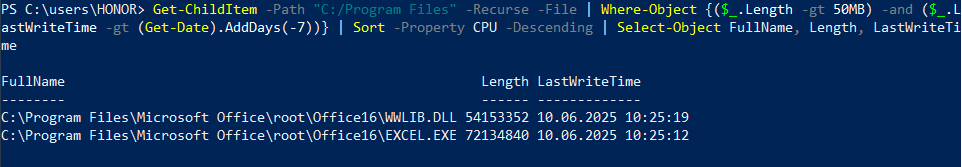 PS C:\users\HONOR> Get-ChildItem -Path "C:/Program Files" -Recurse -File | Where-Object {($_.Length -gt 50MB) -and ($_.L
astWriteTime -gt (Get-Date).AddDays(-7))} | Sort -Property CPU -Descending | Select-Object FullName, Length, LastWriteTi
me
FullName Length LastWriteTime
-------- ------ -------------
C:\Program Files\Microsoft Office\root\Office16\WWLIB.DLL 54153352 10.06.2025 10:25:19
C:\Program Files\Microsoft Office\root\Office16\EXCEL.EXE 72134840 10.06.2025 10:25:12